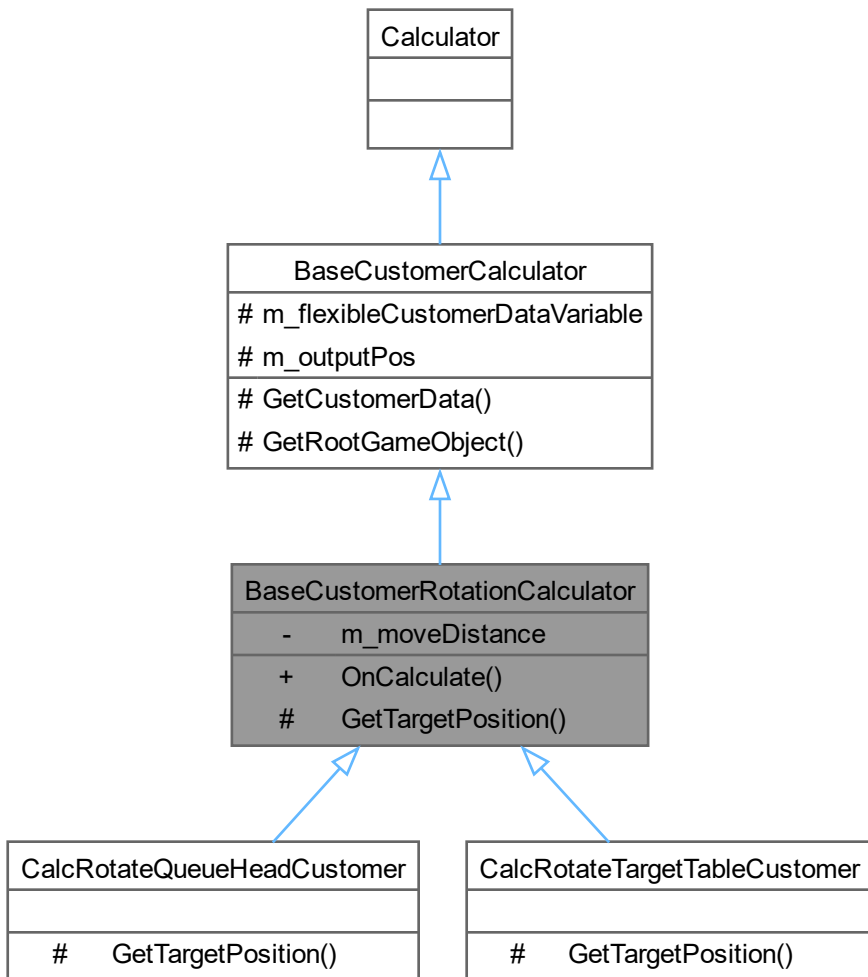 Calculator
BaseCustomerCalculator
# m_flexibleCustomerDataVariable
# m_outputPos
# GetCustomerData()
# GetRootGameObject()
BaseCustomerRotationCalculator
- m_moveDistance
+ OnCalculate()
# GetTargetPosition()
CalcRotateQueueHeadCustomer
# GetTargetPosition()
CalcRotateTargetTableCustomer
# GetTargetPosition()